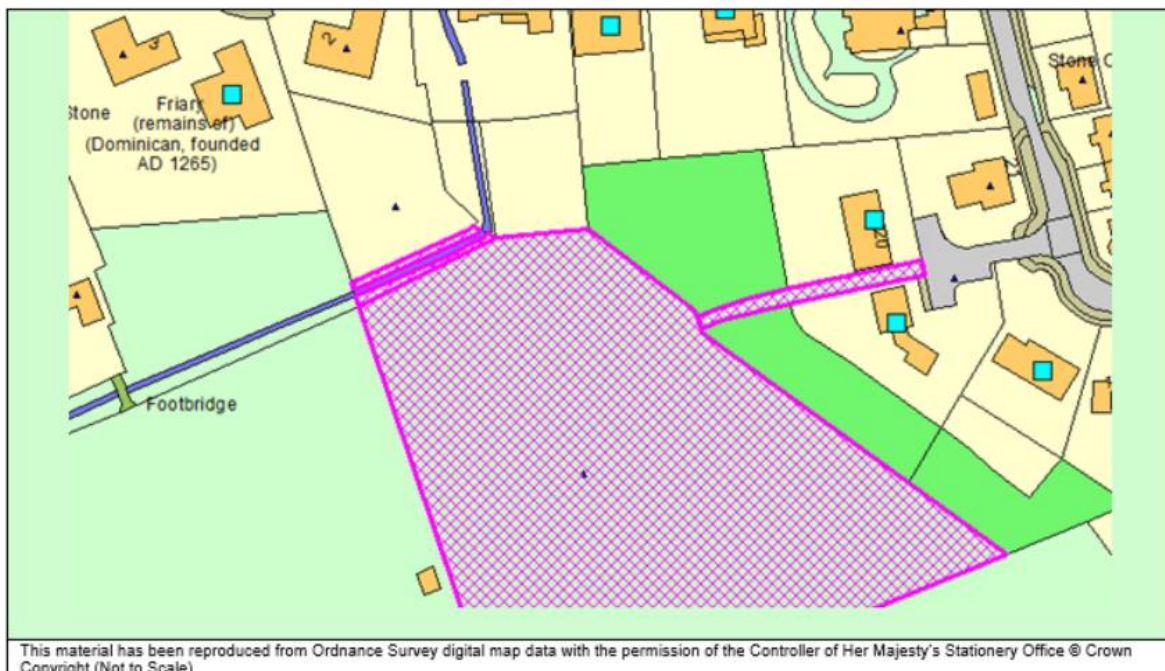 2
Stone C
Stone
Friary
(remains of)
(Dominican, founded
AD 1265)
20
Footbridge
This material has been reproduced from Ordnance Survey digital map data with the permission of the Controller of Her Majesty's Stationery Office © Crown
Copyright (Not to Scale)